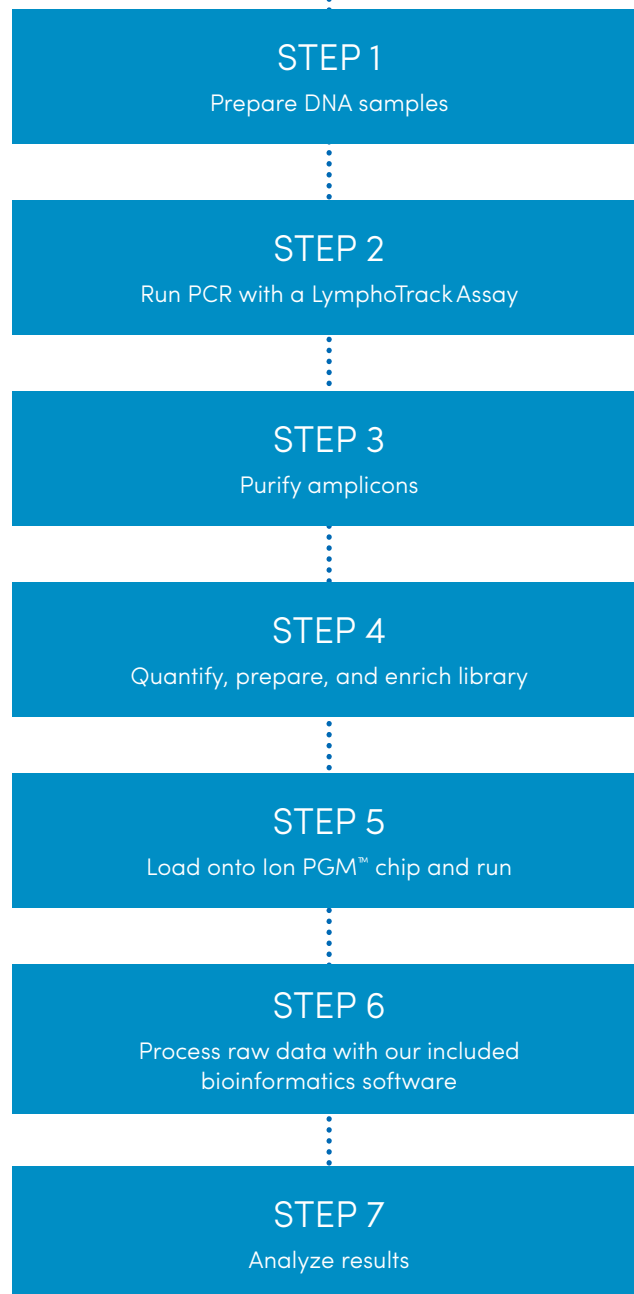 STEP 1
Prepare DNA samples
STEP 2
Run PCR with a LymphoTrack Assay
STEP 3
Purify amplicons
STEP 4
Quantify, prepare, and enrich library
STEP 5
Load onto Ion PGM™ chip and run
STEP 6
Process raw data with our included
bioinformatics software
STEP 7
Analyze results